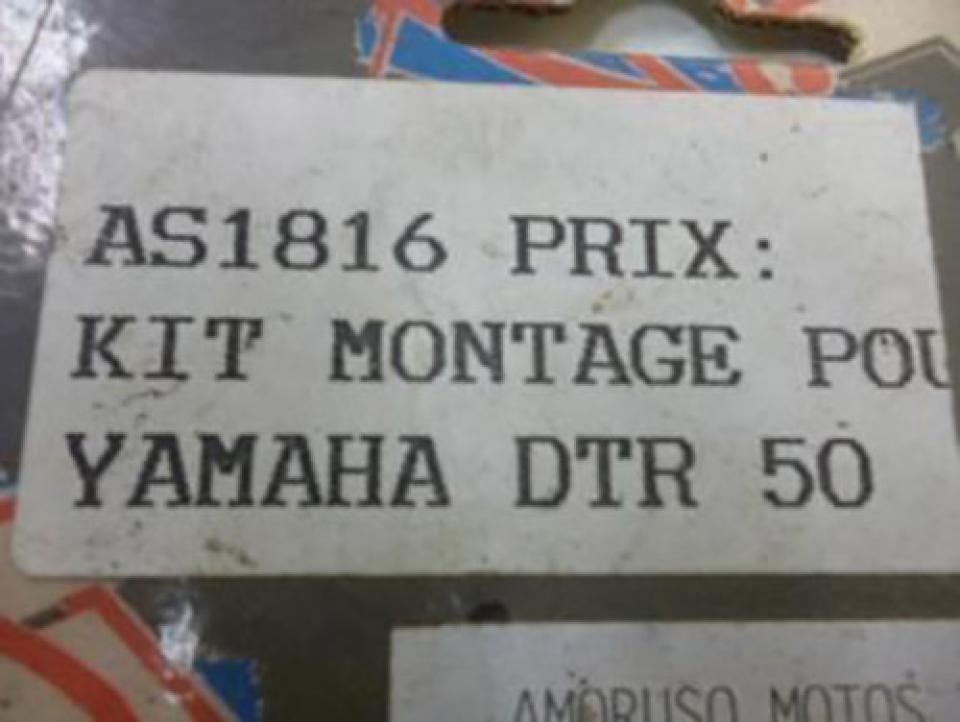 AS1816 PRIX:
KIT MONTAGE POU
YAMAHA DTR 50
AMORUSO MOTOS